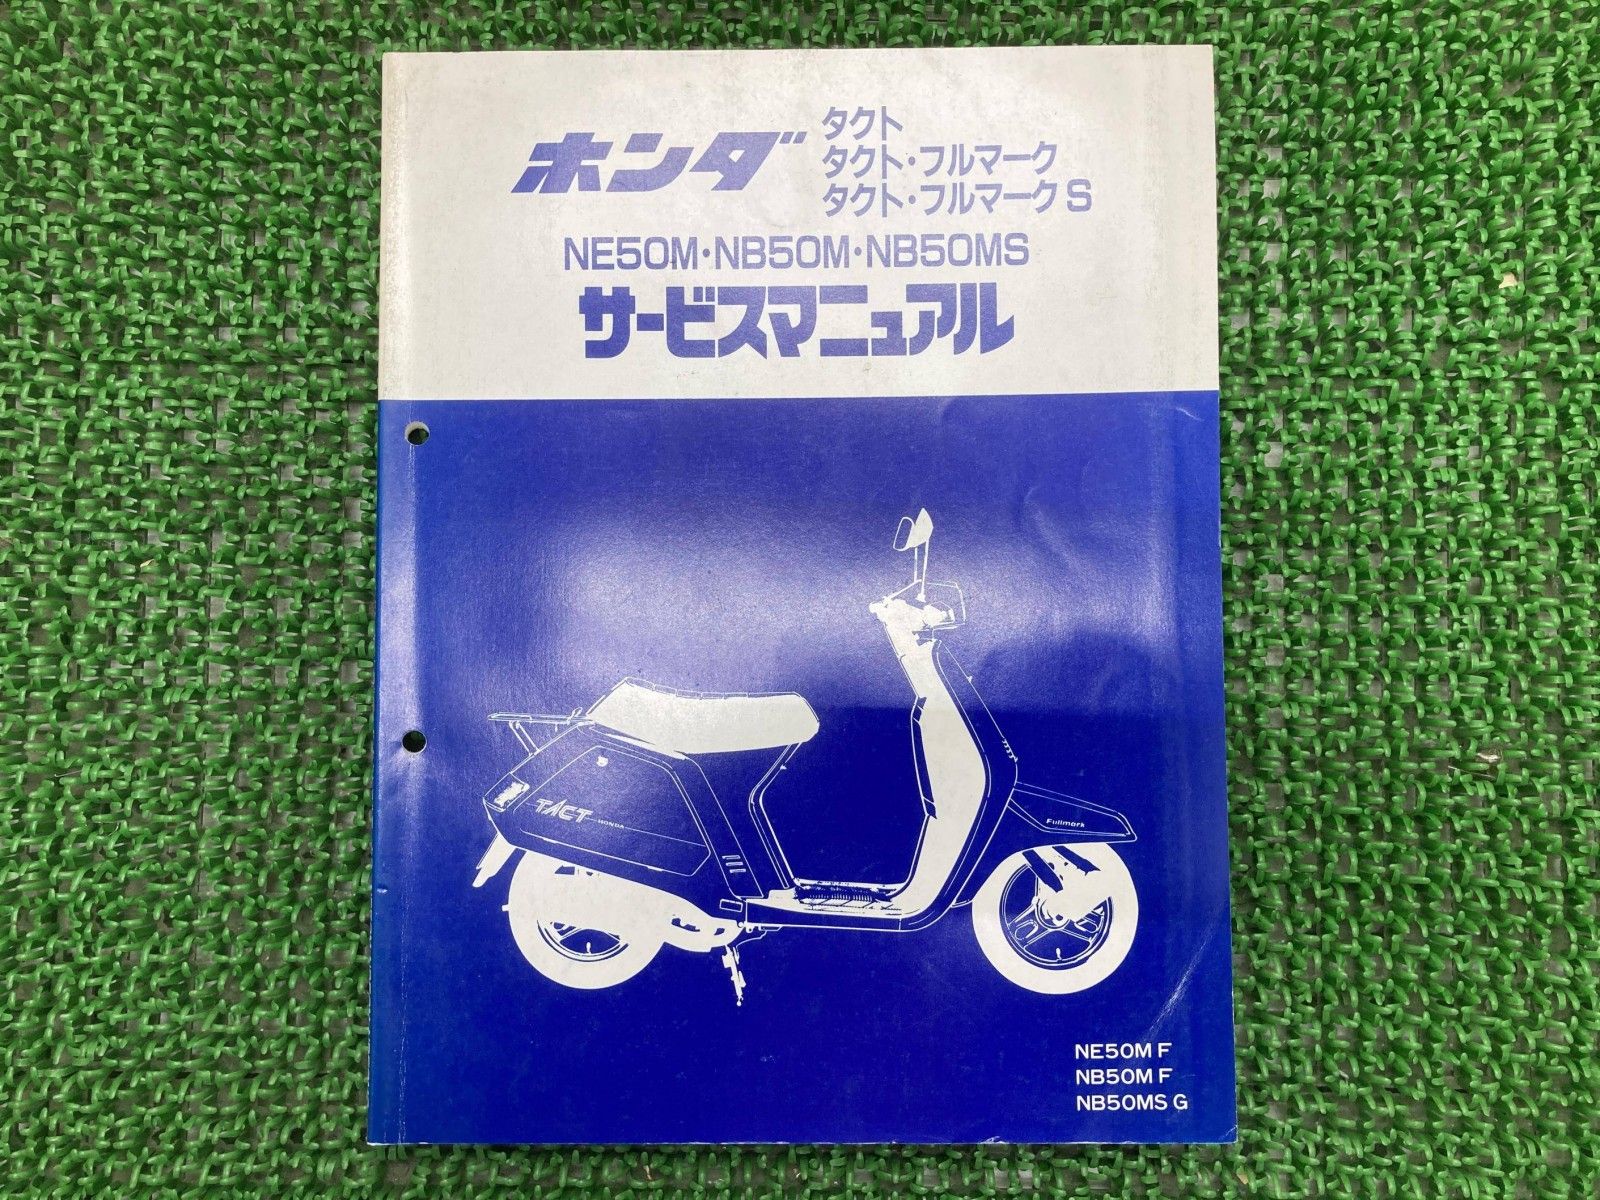 ホンダ
タクト
タクト・フルマーク
タクト・フルマークS
NE50M・NB50M・NB50MS
サービスマニュアル
TACT HONDA
Fullmark
NE50M F
NB50M F
NB50MS G